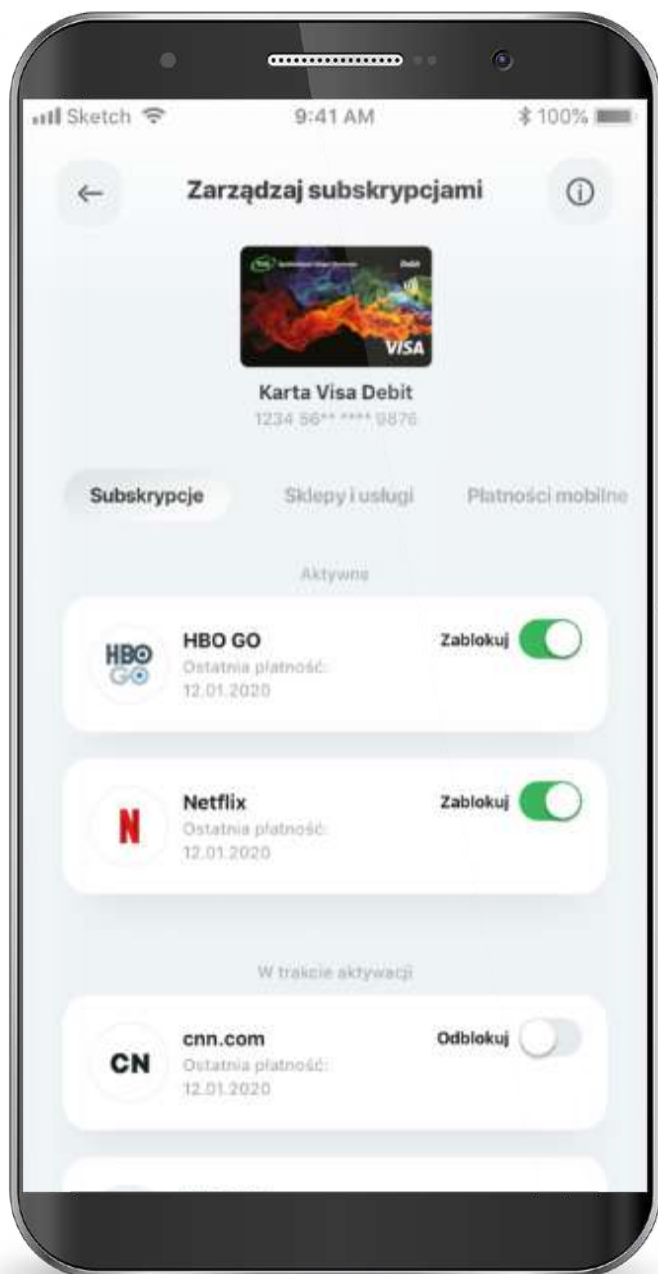 Sketch 9:41 AM 100%
Zarządzaj subskrypcjami
Debit
VISA
Karta Visa Debit
1234 56** **** 9876
Subskrypcje Sklepy i usługi Płatności mobilne
Aktywne
HBO GO
HBO GO Zablokuj
Ostatnia płatność:
12.01.2020
N
Netflix Zablokuj
Ostatnia płatność:
12.01.2020
W trakcie aktywacji
CN
cnn.com Odblokuj
Ostatnia płatność:
12.01.2020